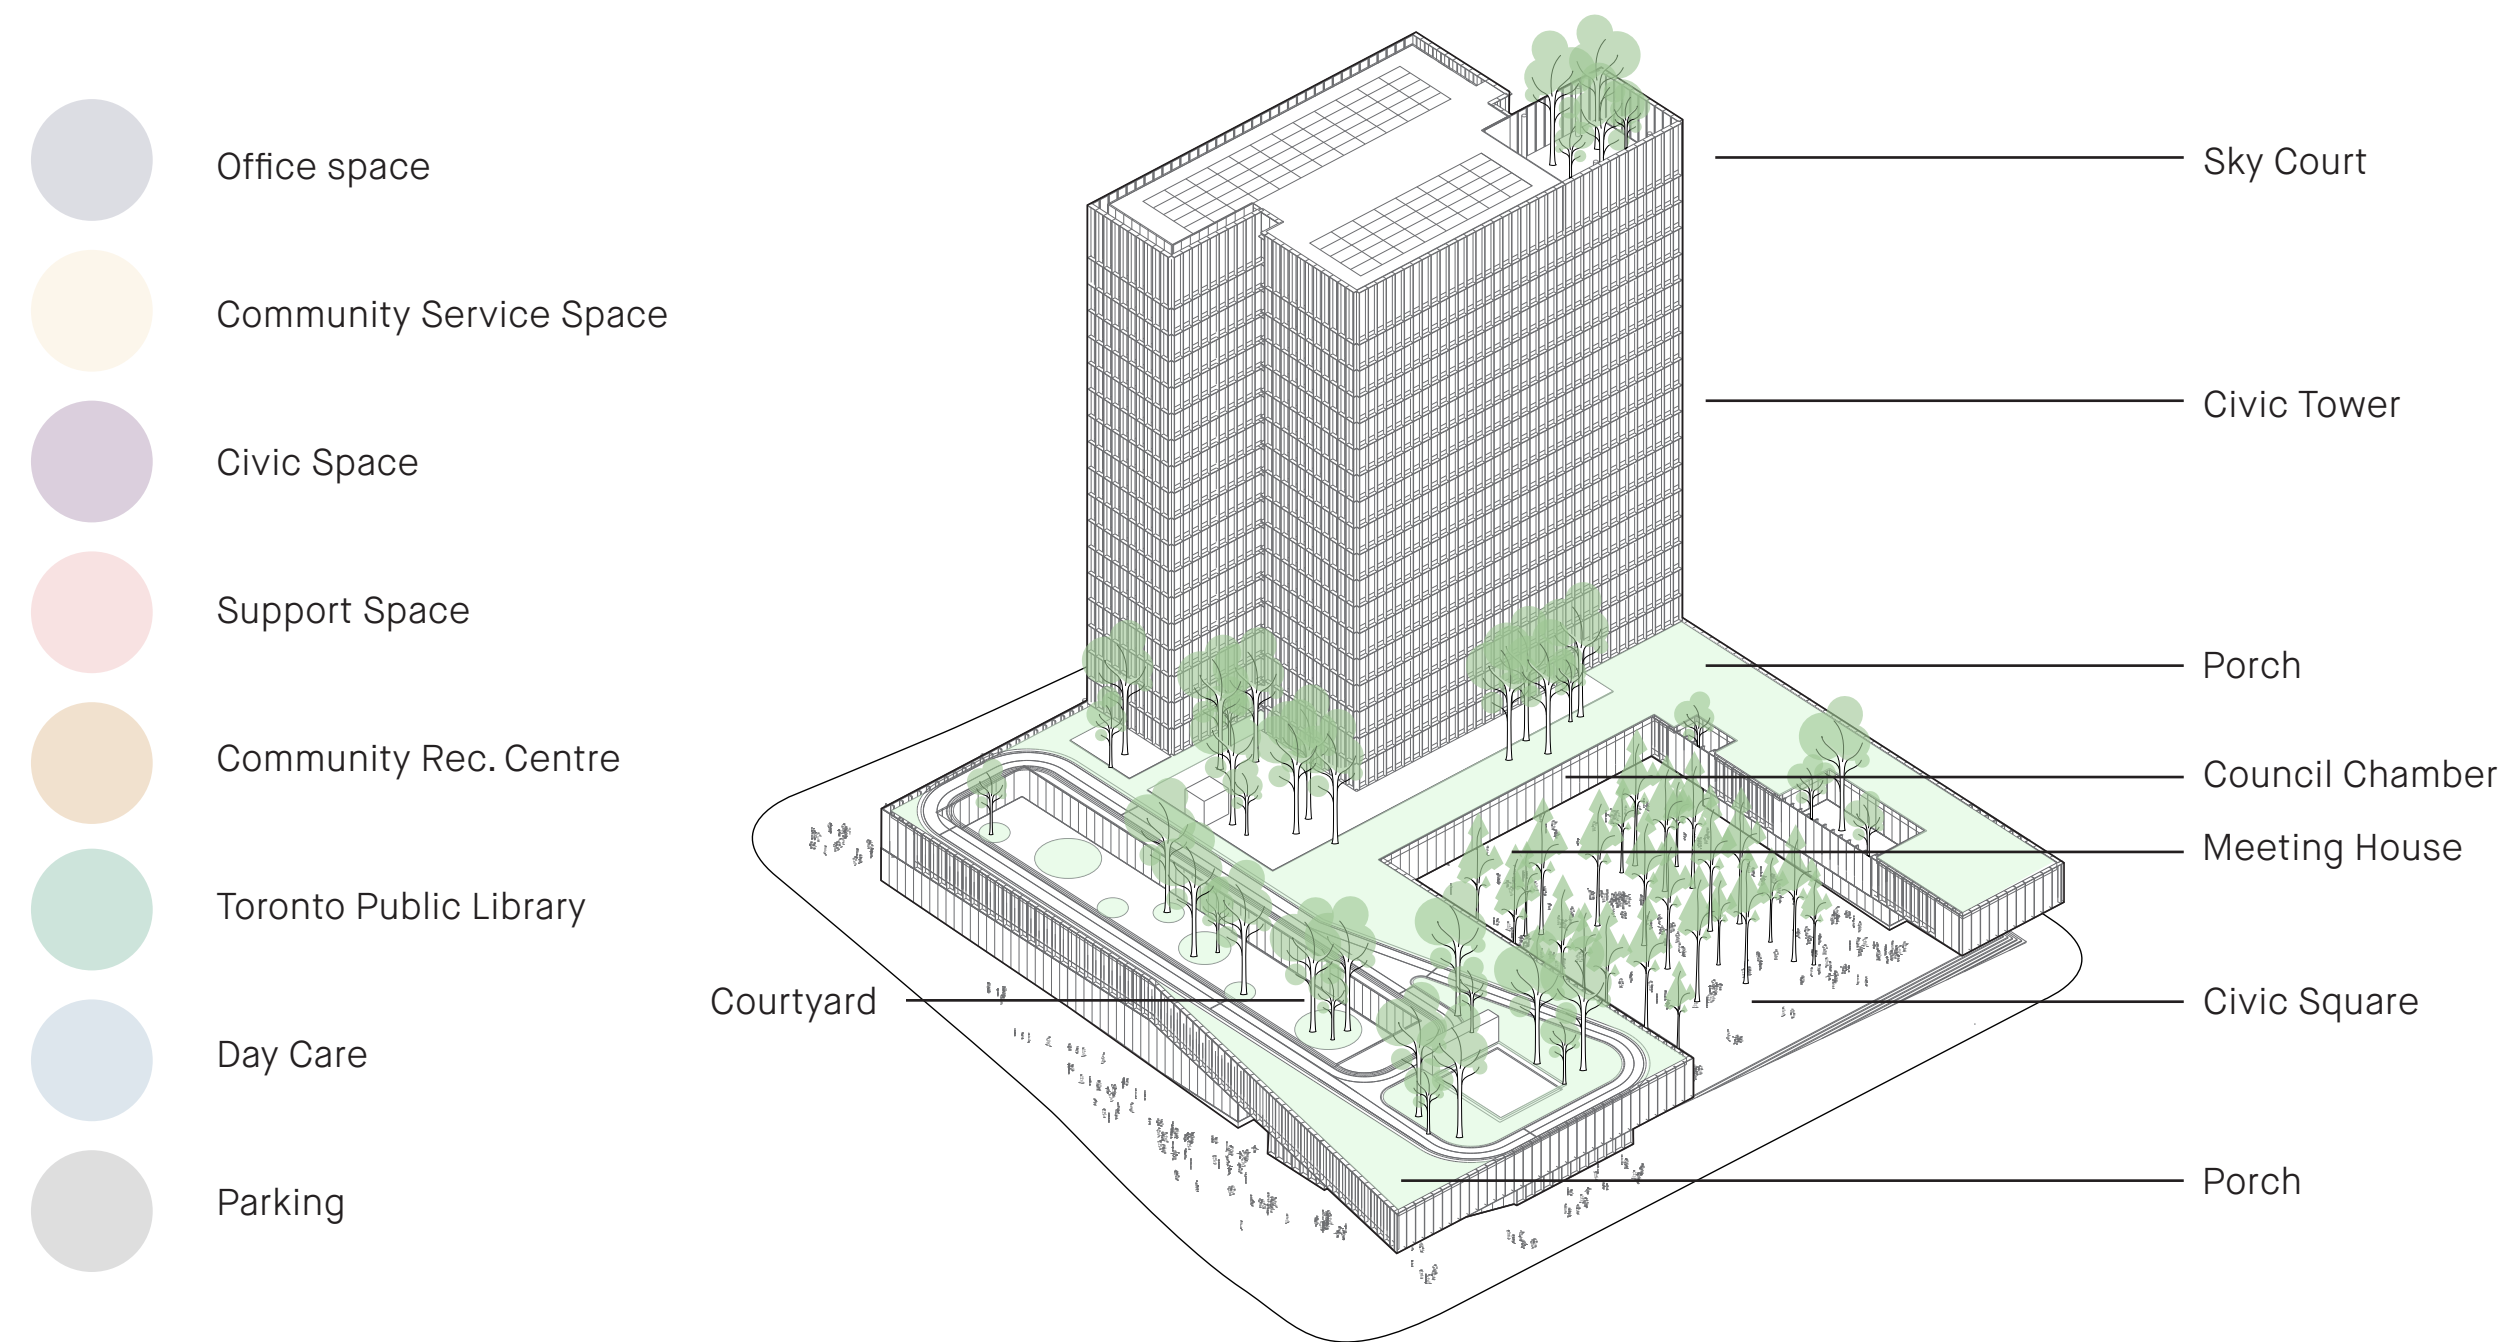 Office space
Community Service Space
Civic Space
Support Space
Community Rec. Centre
Toronto Public Library
Day Care
Parking
Courtyard
Sky Court
Civic Tower
Porch
Council Chamber
Meeting House
Civic Square
Porch